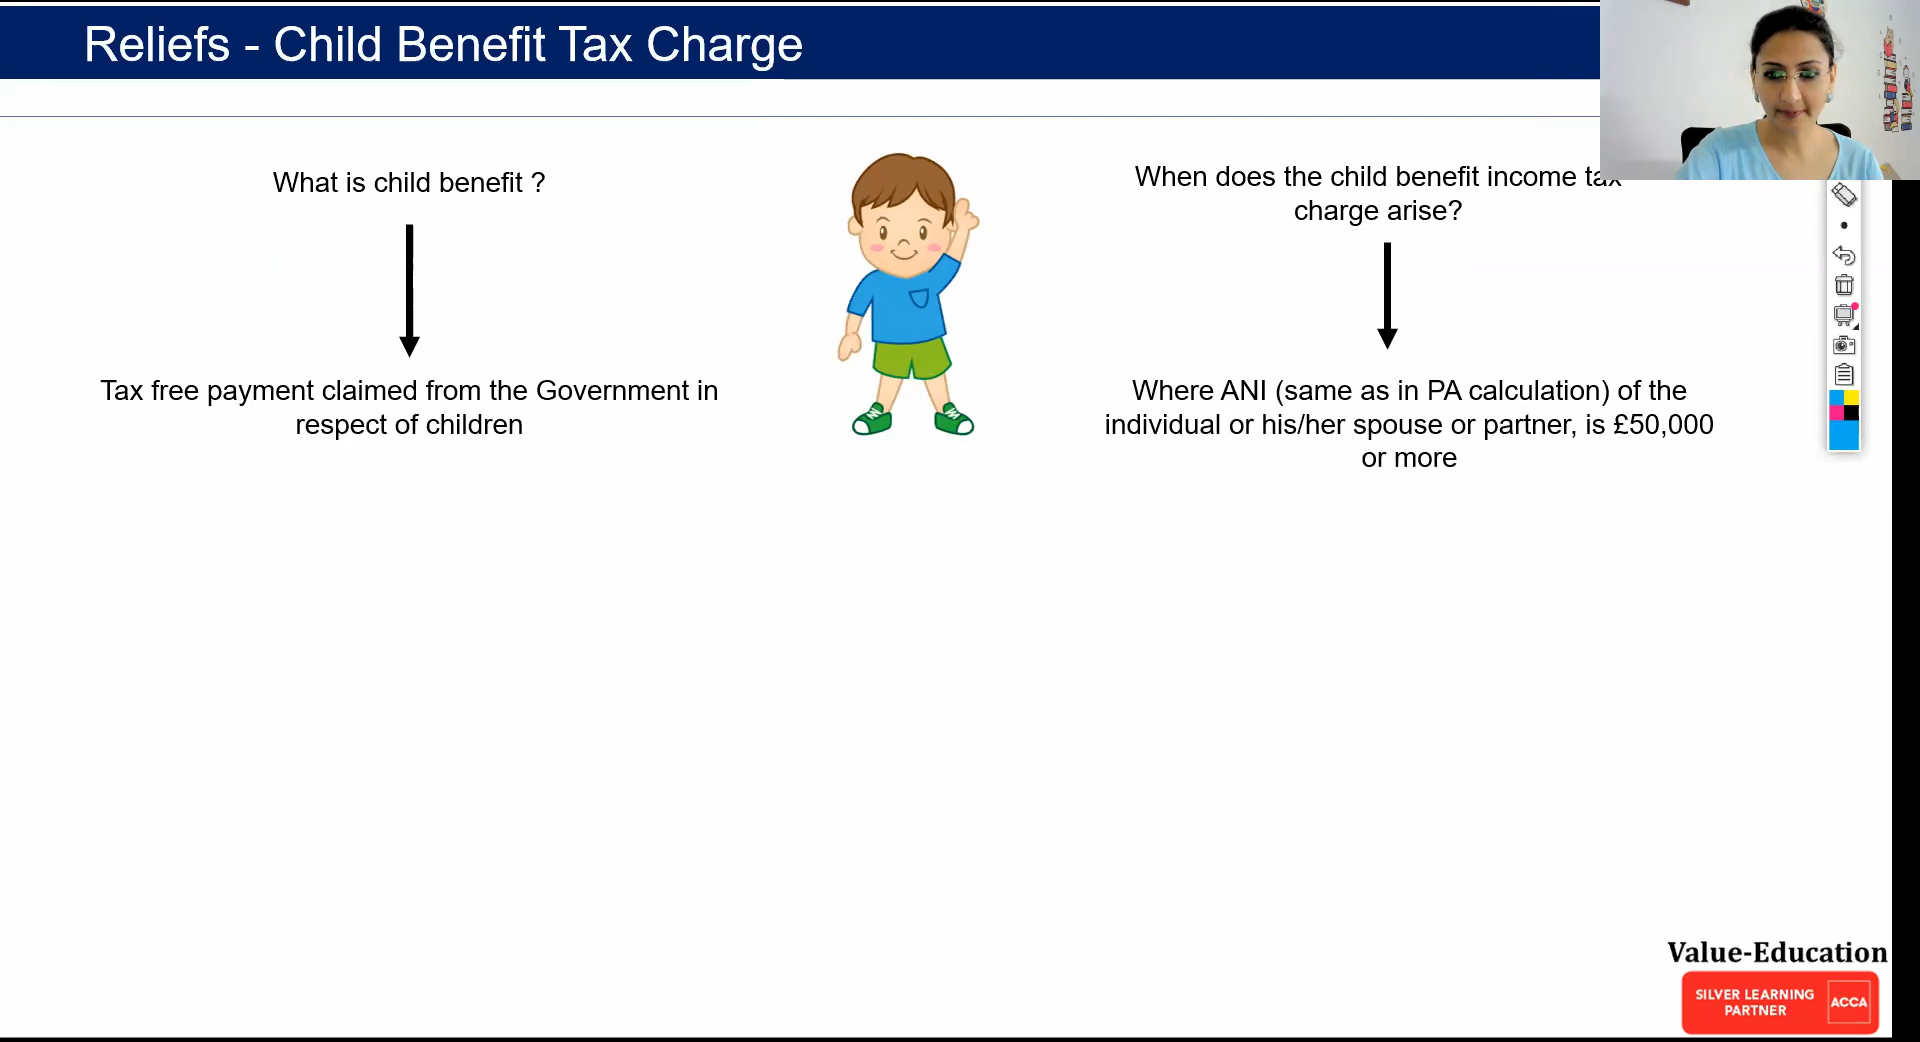 Reliefs - Child Benefit Tax Charge
What is child benefit ?
Tax free payment claimed from the Government in
respect of children
When does the child benefit income tax
charge arise?
Where ANI (same as in PA calculation) of the
individual or his/her spouse or partner, is £50,000
or more
Value-Education
SILVER LEARNING
PARTNER
ACCA